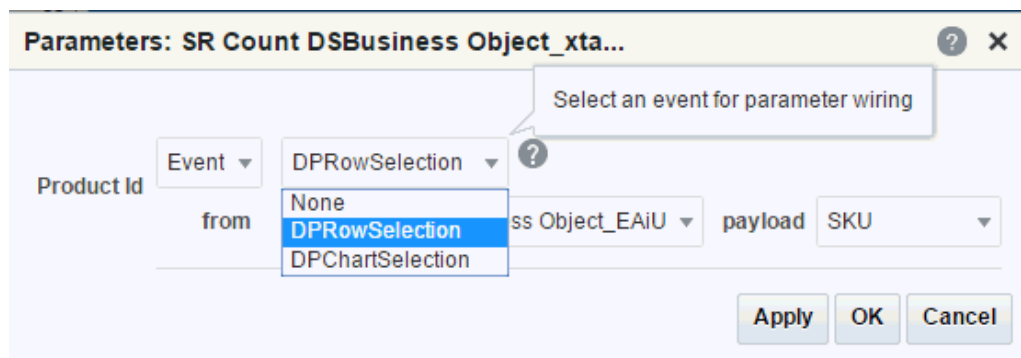 Parameters: SR Count DSBusiness Object_xta...
Select an event for parameter wiring
Product Id
Event DPRowSelection
None
DPRowSelection
DPChartSelection
from ss Object_EAiU payload SKU
Apply OK Cancel